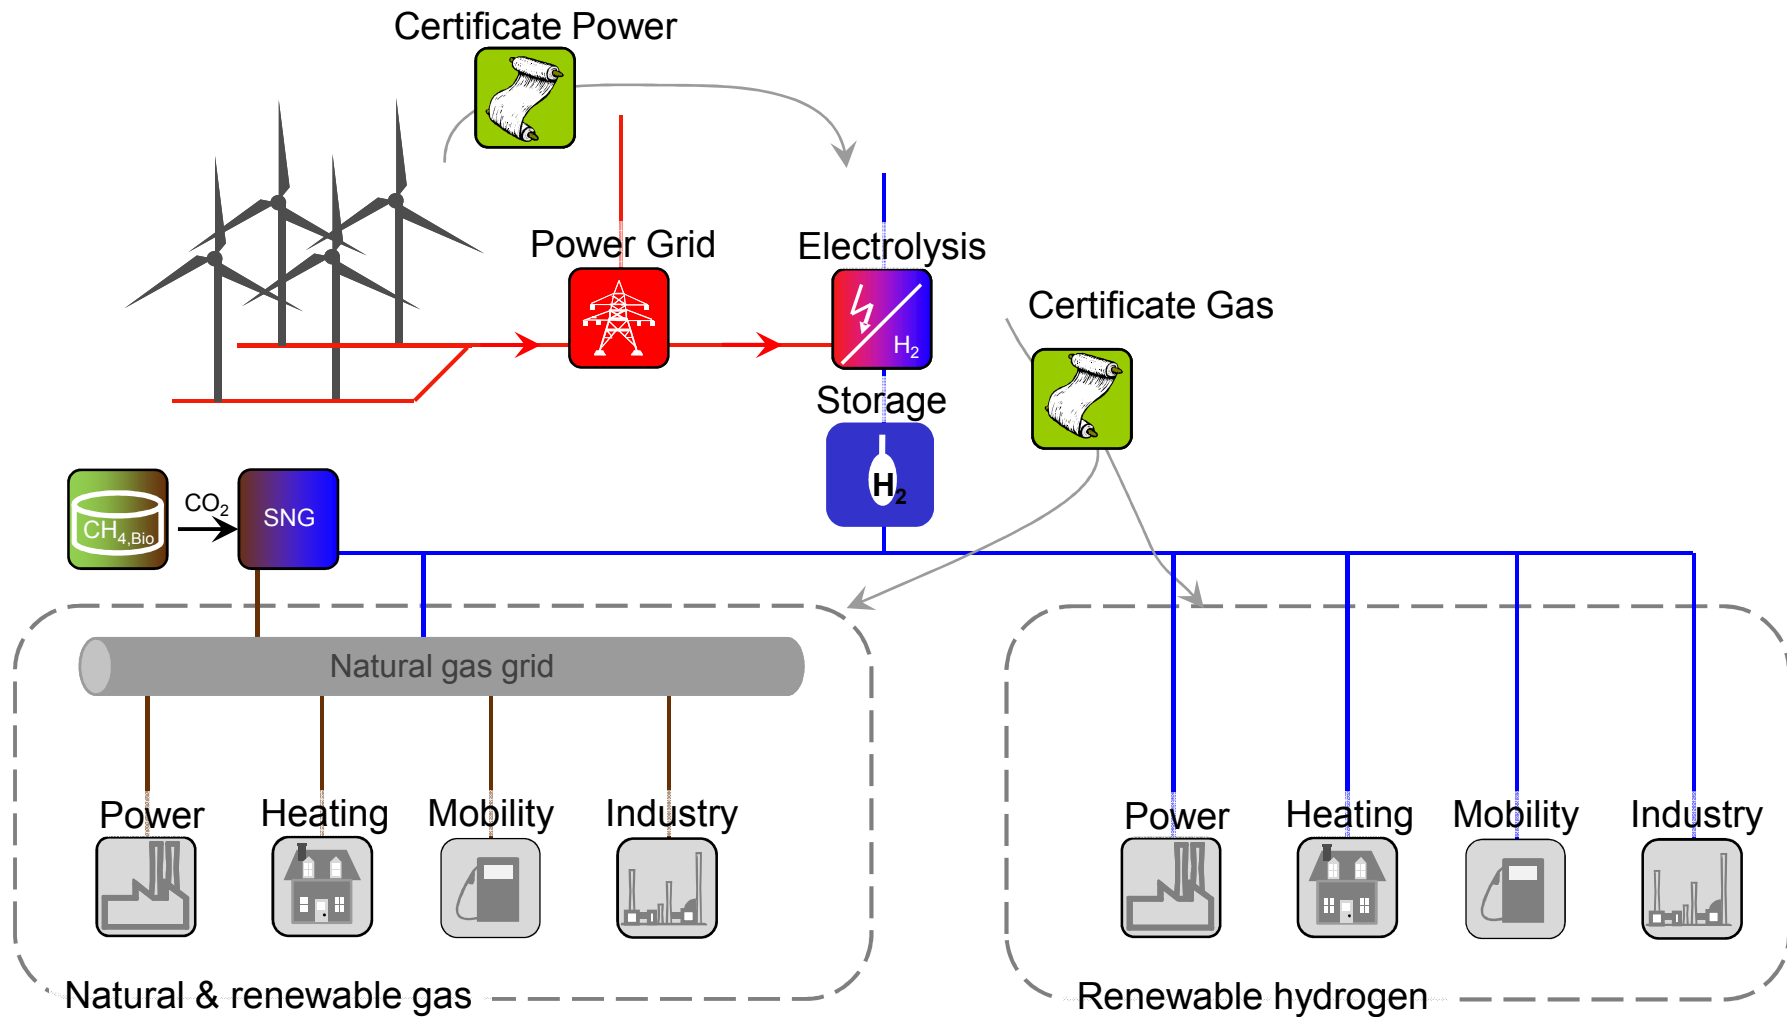 Certificate Power
Power Grid
Electrolysis
H₂
Certificate Gas
Storage
H₂
CH₄,Bio
CO₂
SNG
Natural gas grid
Power
Heating
Mobility
Industry
Power
Heating
Mobility
Industry
Natural & renewable gas
Renewable hydrogen